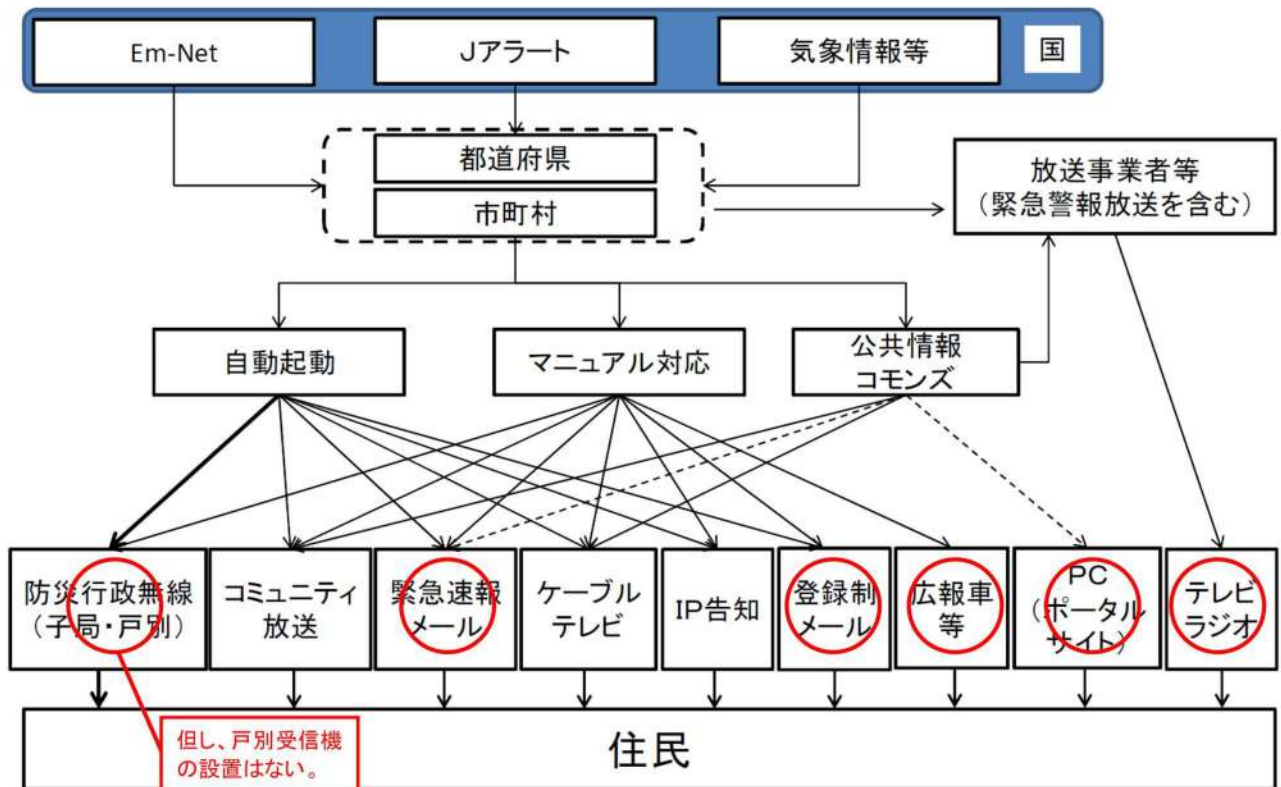 Em-Net
Jアラート
気象情報等
国
都道府県
市町村
放送事業者等
（緊急警報放送を含む）
自動起動
マニュアル対応
公共情報
コモンズ
防災行政無線
（子局・戸別）
コミュニティ
放送
緊急速報
メール
ケーブル
テレビ
IP告知
登録制
メール
広報車
等
PC
（ポータル
サイト）
テレビ
ラジオ
但し、戸別受信機
の設置はない。
住民